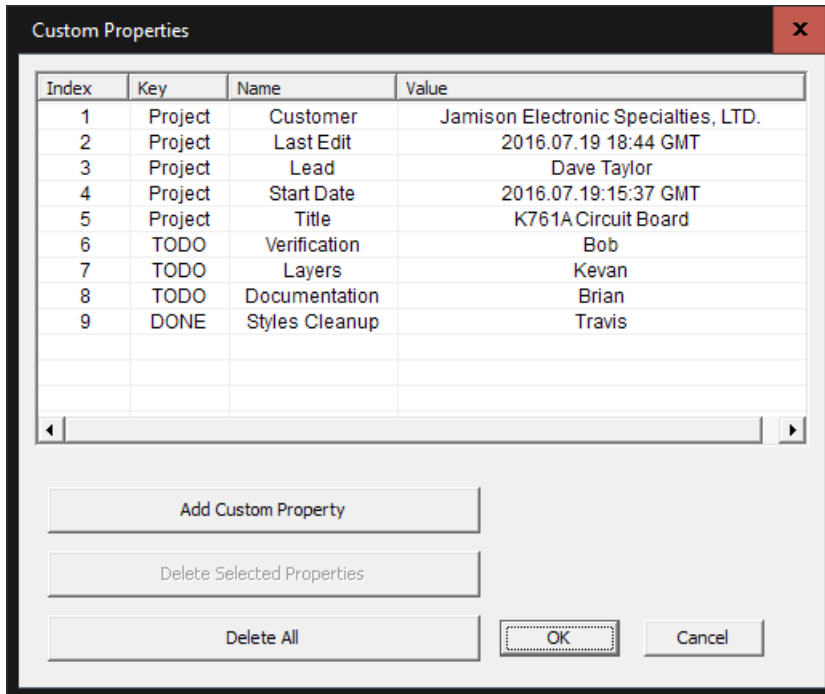 Custom Properties x
Index Key Name Value
1 Project Customer Jamison Electronic Specialties, LTD.
2 Project Last Edit 2016.07.19 18:44 GMT
3 Project Lead Dave Taylor
4 Project Start Date 2016.07.19:15:37 GMT
5 Project Title K761A Circuit Board
6 TODO Verification Bob
7 TODO Layers Kevan
8 TODO Documentation Brian
9 DONE Styles Cleanup Travis
Add Custom Property
Delete Selected Properties
Delete All OK Cancel